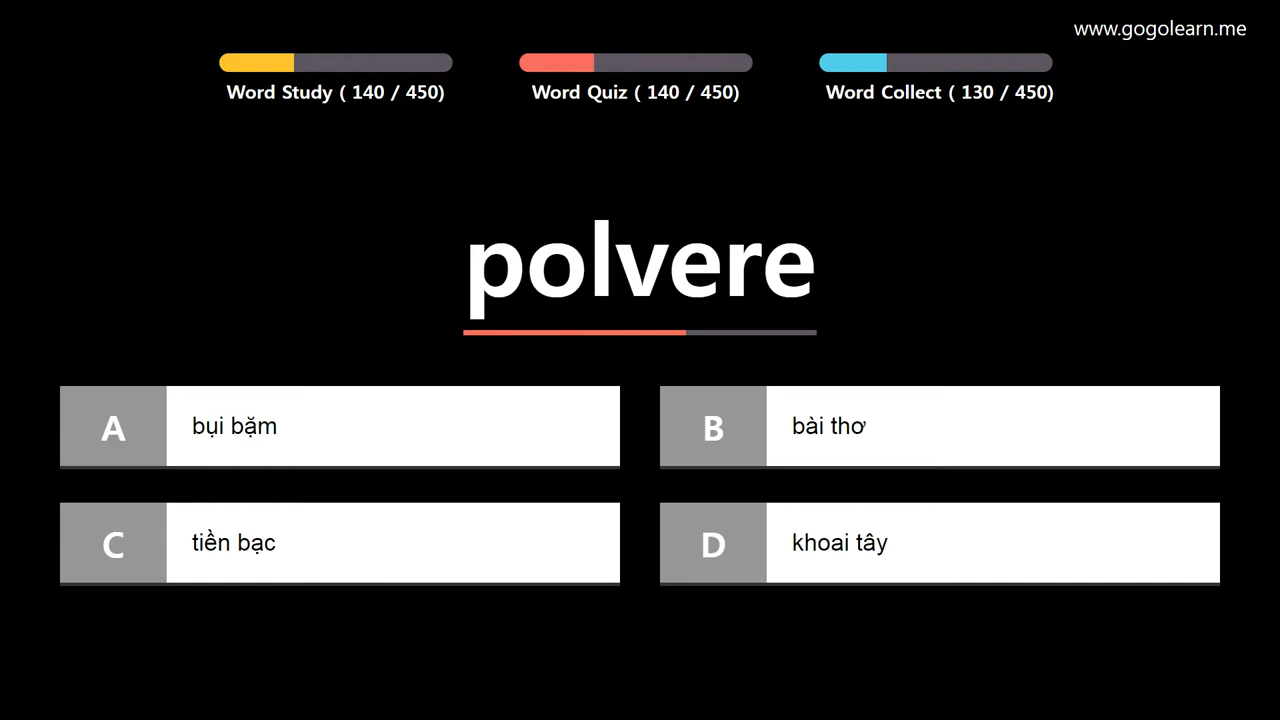 www.gogolearn.me
Word Study ( 140 / 450)
Word Quiz ( 140 / 450)
Word Collect ( 130 / 450)
polvere
A bụi bặm
B bài thơ
C tiền bạc
D khoai tây